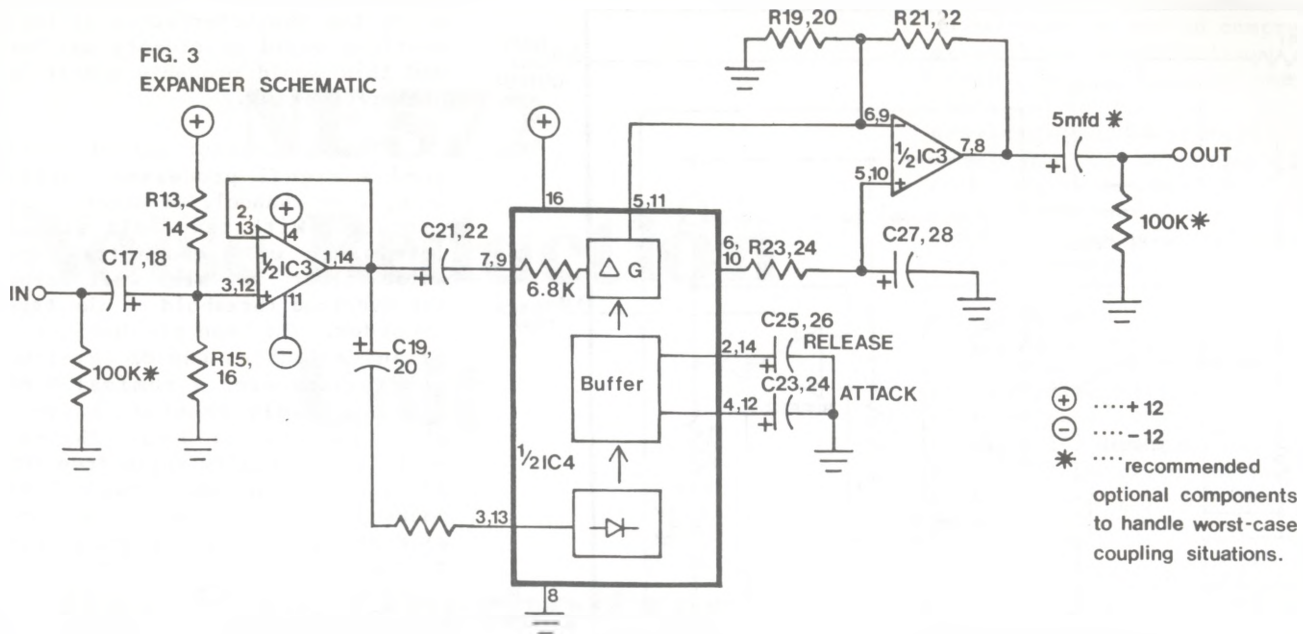 FIG. 3
EXPANDER SCHEMATIC
R19,20
R21,22
6,9
1/2IC3
7,8
5,10
5mfd *
OUT
100K*
R13,
14
2,
13
4
1/2IC3
1,14
3,12
11
C17,18
IN
100K*
R15,
16
C19,
20
C21,22
7,9
6.8K
16
5,11
Δ G
6,
10
R23,24
C27,28
Buffer
2,14
C25,26
RELEASE
C23,24
ATTACK
4,12
1/2IC4
3,13
8
+ ....+12
− ....-12
* ....recommended
optional components
to handle worst-case
coupling situations.